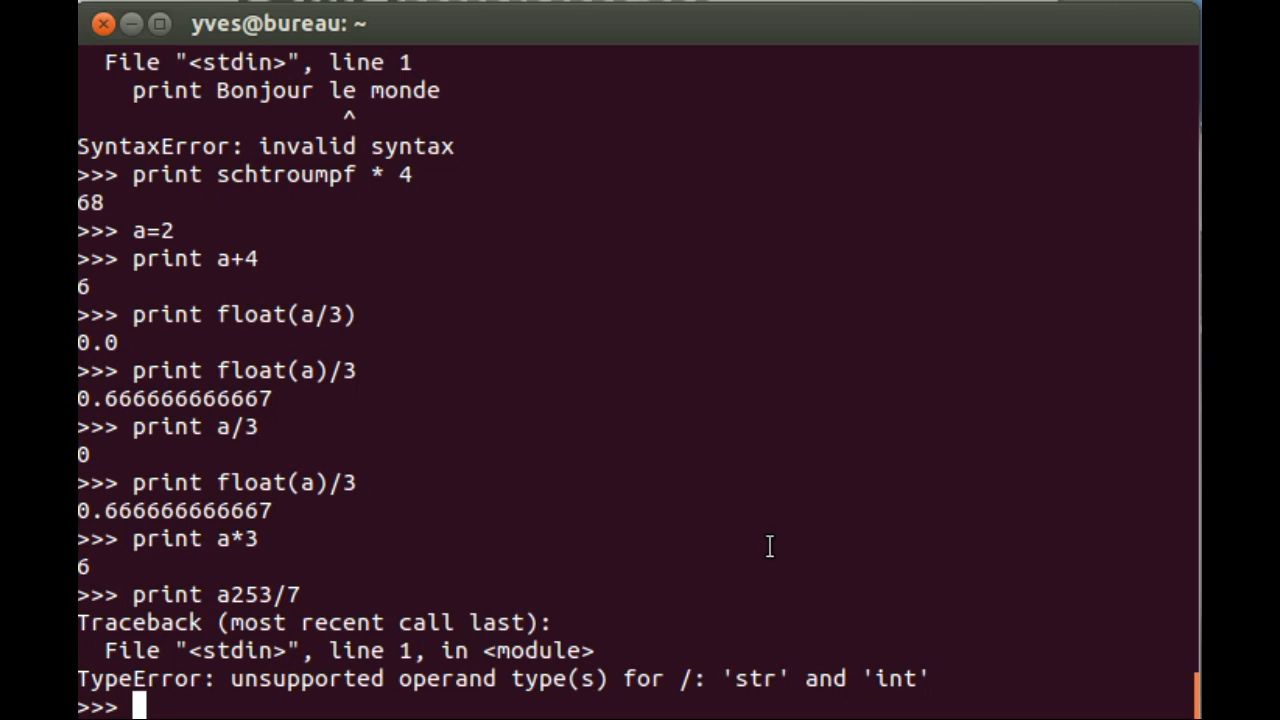 yves@bureau: ~
File "<stdin>", line 1
print Bonjour le monde
^
SyntaxError: invalid syntax
>>> print schtroumpf * 4
68
>>> a=2
>>> print a+4
6
>>> print float(a/3)
0.0
>>> print float(a)/3
0.666666666667
>>> print a/3
0
>>> print float(a)/3
0.666666666667
>>> print a*3
6
>>> print a253/7
Traceback (most recent call last):
File "<stdin>", line 1, in <module>
TypeError: unsupported operand type(s) for /: 'str' and 'int'
>>>